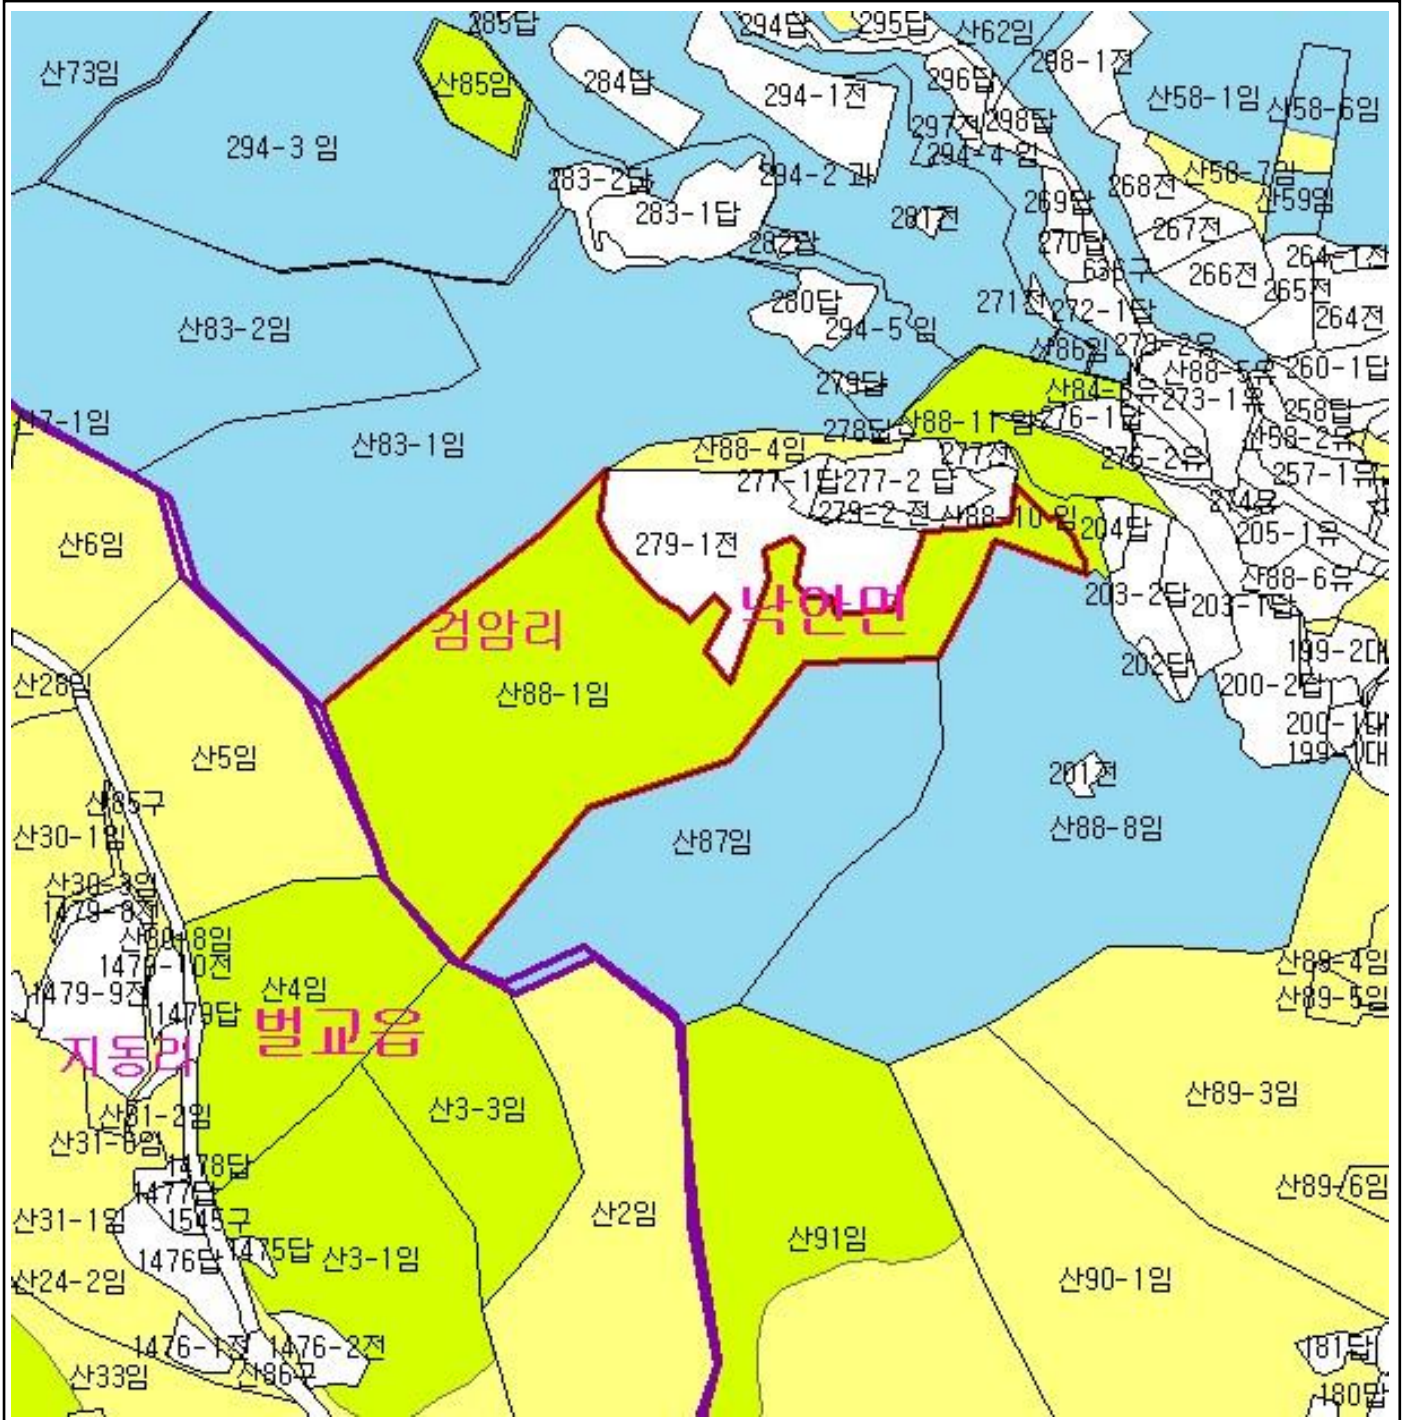 285답
294답
295답
산62임
산73임
산85임
284답
294-1전
296답
298-1전
산58-1임
산58-6임
294-3 임
297전
298답
294-4 임
283-2답
294-2 과
268전
산58-7임
산59임
283-1답
281전
269답
267전
282답
270답
636구
266전
264-1전
265전
280답
271전
272-1답
264전
산83-2임
294-5 임
산86임
산88-5유
260-1답
279답
273-1유
산7-1임
산88-11 임
276-1답
258답
산83-1임
산88-4임
278답
277전
276-2유
산58-2유
277-1답
277-2 답
257-1유
279-2 전
산88-10 임
204답
274유
205-1유
산6임
279-1전
산88-6유
낙안면
203-2답
203-1답
검암리
199-2대
산28임
산88-1임
202답
200-2답
200-1대
산5임
201전
산85구
산30-1임
산87임
산88-8임
산30-3임
1479-8전
1479-10전
산89-4임
1479-9전
산4임
산89-5임
1479답
벌교읍
지동리
산3-3임
산89-3임
산31-2임
1478답
1477답
산89-6임
산31-1임
1545구
산2임
1475답
산91임
1476답
산3-1임
산24-2임
산90-1임
1476-1전
1476-2전
181답
산33임
산86구
180답